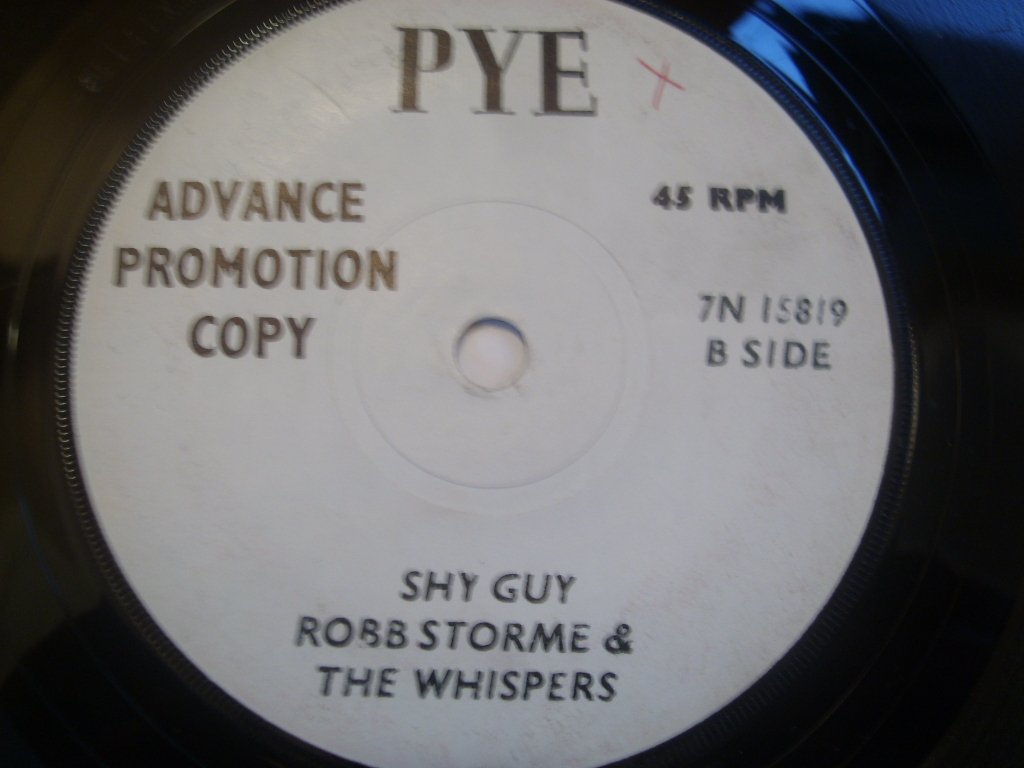 PYE
ADVANCE
PROMOTION
COPY
45 RPM
7N 15819
B SIDE
SHY GUY
ROBB STORME &
THE WHISPERS